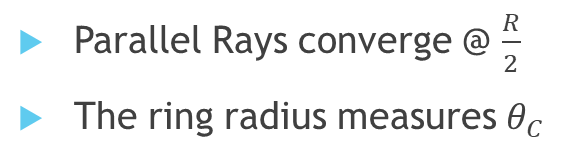 Parallel Rays converge @ R/2
The ring radius measures θ_C